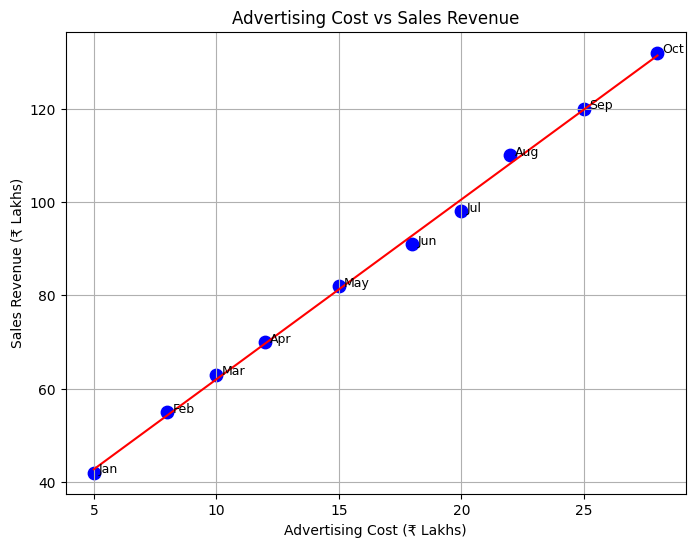 Advertising Cost vs Sales Revenue
Sales Revenue (₹ Lakhs)
120
100
80
60
40
Oct
Sep
Aug
Jul
Jun
May
Apr
Mar
Feb
Jan
5 10 15 20 25
Advertising Cost (₹ Lakhs)